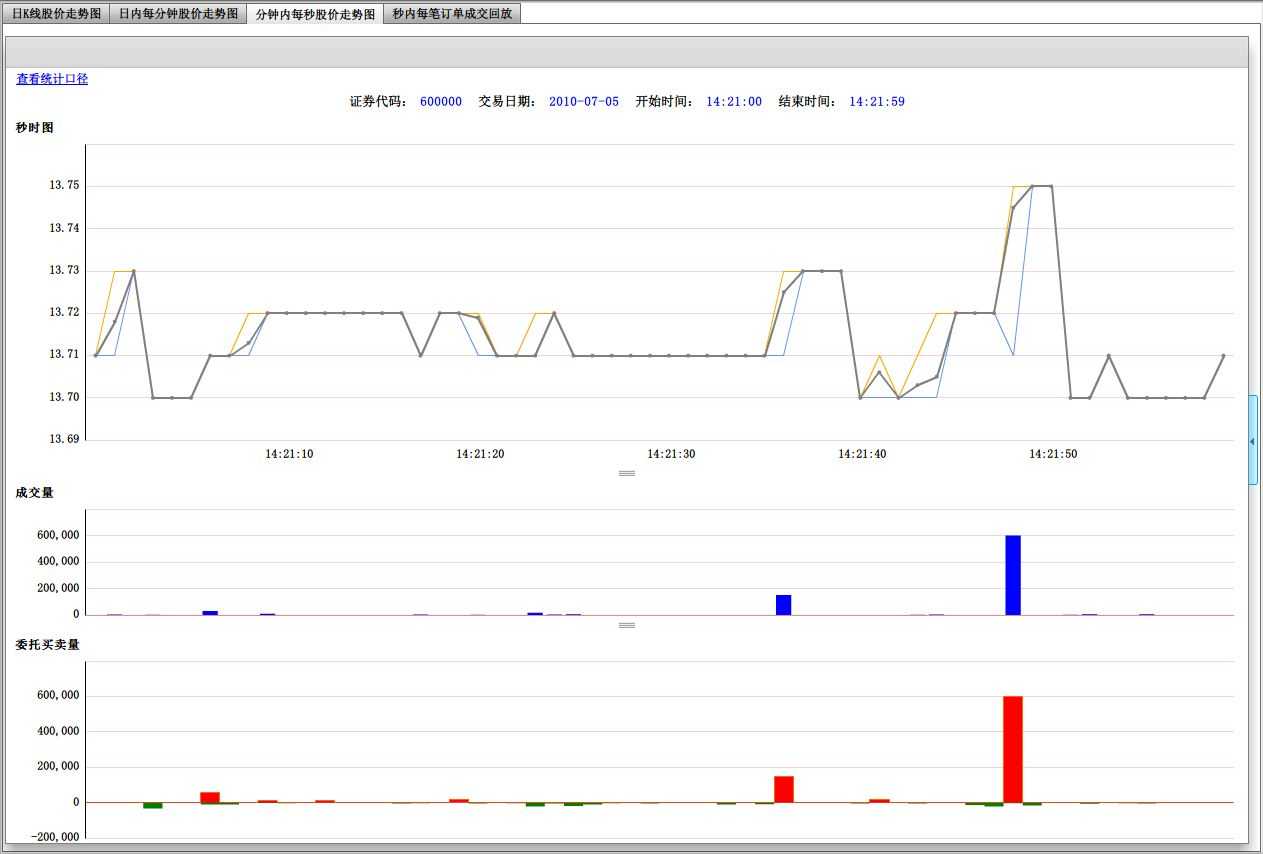 日K线股价走势图 日内每分钟股价走势图 分钟内每秒股价走势图 秒内每笔订单成交回放
查看统计口径
证券代码： 600000 交易日期： 2010-07-05 开始时间： 14:21:00 结束时间： 14:21:59
秒时图
13.75
13.74
13.73
13.72
13.71
13.70
13.69
14:21:10 14:21:20 14:21:30 14:21:40 14:21:50
成交量
600,000
400,000
200,000
0
委托买卖量
600,000
400,000
200,000
0
-200,000